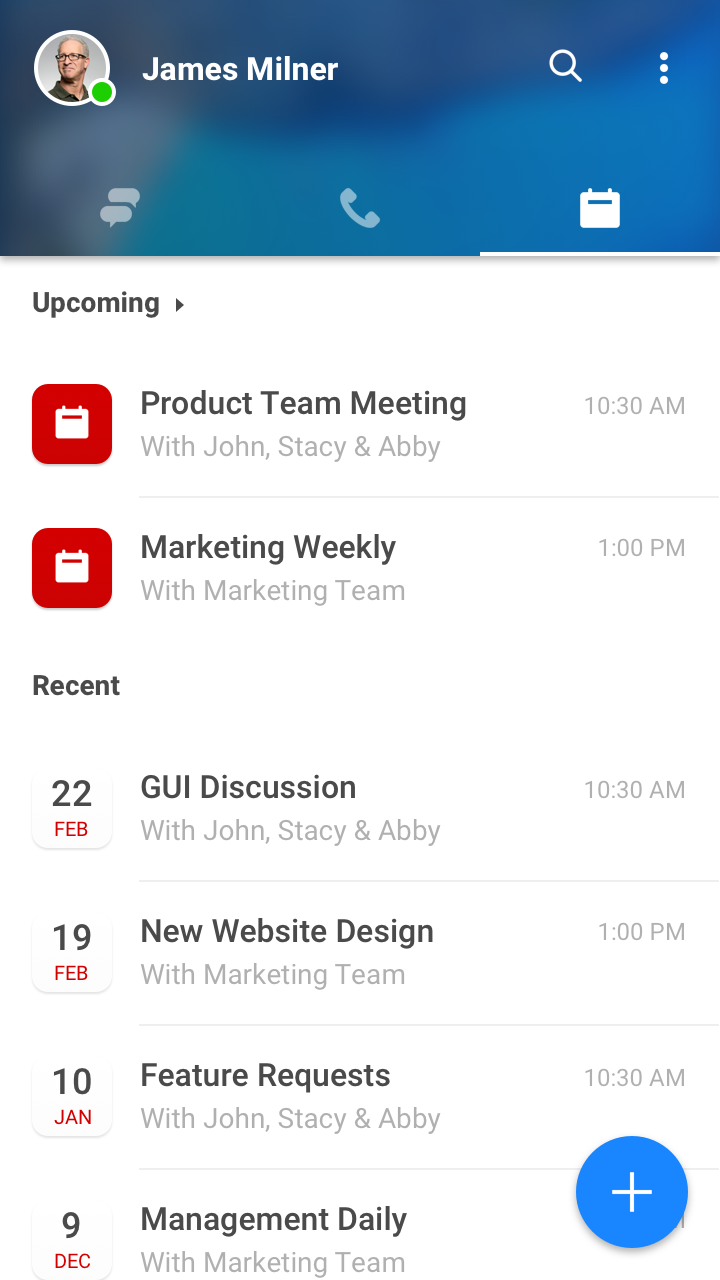 James Milner
Upcoming
Product Team Meeting
10:30 AM
With John, Stacy & Abby
Marketing Weekly
1:00 PM
With Marketing Team
Recent
22
FEB
GUI Discussion
10:30 AM
With John, Stacy & Abby
19
FEB
New Website Design
1:00 PM
With Marketing Team
10
JAN
Feature Requests
10:30 AM
With John, Stacy & Abby
9
DEC
Management Daily
With Marketing Team